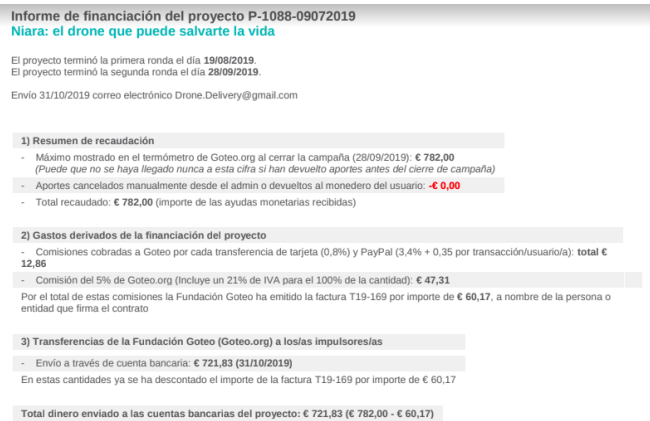 Informe de financiación del proyecto P-1088-09072019
Niara: el drone que puede salvarte la vida
El proyecto terminó la primera ronda el día 19/08/2019.
El proyecto terminó la segunda ronda el día 28/09/2019.
Envío 31/10/2019 correo electrónico Drone.Delivery@gmail.com
1) Resumen de recaudación
- Máximo mostrado en el termómetro de Goteo.org al cerrar la campaña (28/09/2019): € 782,00
(Puede que no se haya llegado nunca a esta cifra si han devuelto aportes antes del cierre de campaña)
- Aportes cancelados manualmente desde el admin o devueltos al monedero del usuario: -€ 0,00
- Total recaudado: € 782,00 (importe de las ayudas monetarias recibidas)
2) Gastos derivados de la financiación del proyecto
- Comisiones cobradas a Goteo por cada transferencia de tarjeta (0,8%) y PayPal (3,4% + 0,35 por transacción/usuario/a): total €
12,86
- Comisión del 5% de Goteo.org (Incluye un 21% de IVA para el 100% de la cantidad): € 47,31
Por el total de estas comisiones la Fundación Goteo ha emitido la factura T19-169 por importe de € 60,17, a nombre de la persona o
entidad que firma el contrato
3) Transferencias de la Fundación Goteo (Goteo.org) a los/as impulsores/as
- Envío a través de cuenta bancaria: € 721,83 (31/10/2019)
En estas cantidades ya se ha descontado el importe de la factura T19-169 por importe de € 60,17
Total dinero enviado a las cuentas bancarias del proyecto: € 721,83 (€ 782,00 - € 60,17)